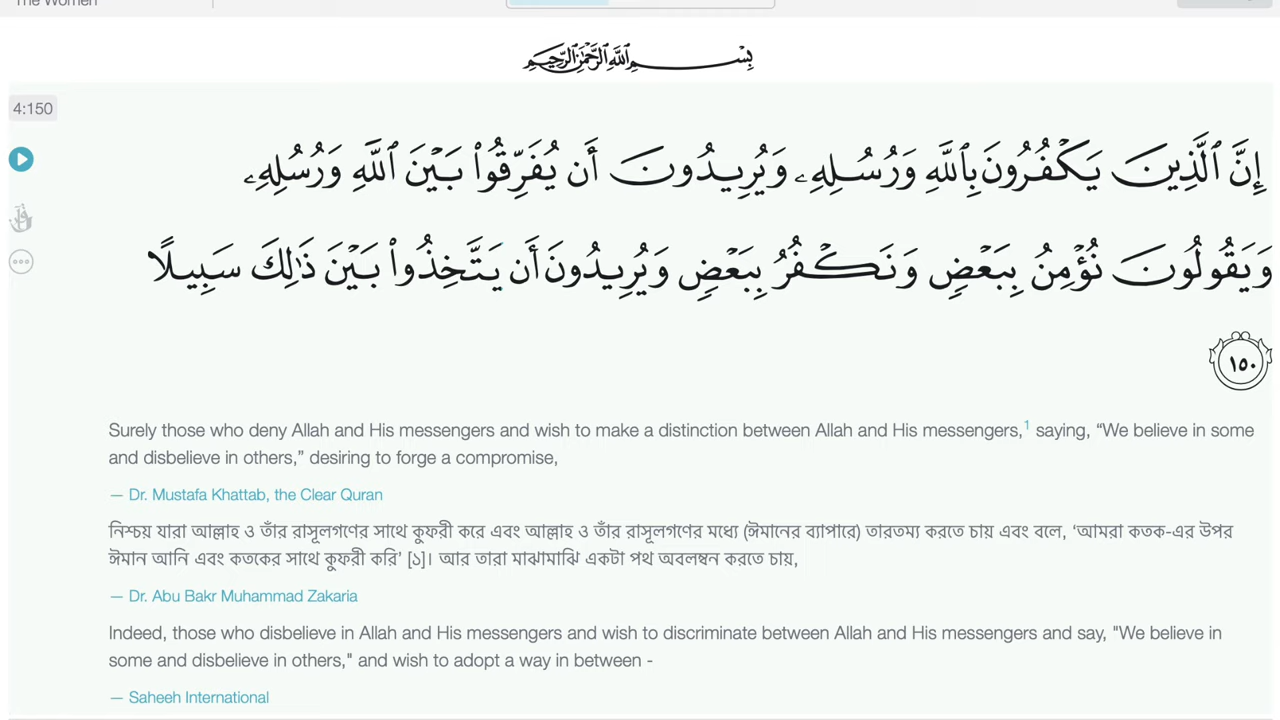 The Women
بِسْمِ ٱللَّهِ ٱلرَّحْمَٰنِ ٱلرَّحِيمِ
4:150
إِنَّ ٱلَّذِينَ يَكْفُرُونَ بِٱللَّهِ وَرُسُلِهِۦ وَيُرِيدُونَ أَن يُفَرِّقُوا۟ بَيْنَ ٱللَّهِ وَرُسُلِهِۦ
وَيَقُولُونَ نُؤْمِنُ بِبَعْضٍ وَنَكْفُرُ بِبَعْضٍ وَيُرِيدُونَ أَن يَتَّخِذُوا۟ بَيْنَ ذَٰلِكَ سَبِيلًا
١٥٠
Surely those who deny Allah and His messengers and wish to make a distinction between Allah and His messengers,1 saying, “We believe in some
and disbelieve in others,” desiring to forge a compromise,
— Dr. Mustafa Khattab, the Clear Quran
নিশ্চয় যারা আল্লাহ ও তাঁর রাসূলগণের সাথে কুফরী করে এবং আল্লাহ ও তাঁর রাসূলগণের মধ্যে (ঈমানের ব্যাপারে) তারতম্য করতে চায় এবং বলে, ‘আমরা কতক-এর উপর
ঈমান আনি এবং কতকের সাথে কুফরী করি’ [১]। আর তারা মাঝামাঝি একটা পথ অবলম্বন করতে চায়,
— Dr. Abu Bakr Muhammad Zakaria
Indeed, those who disbelieve in Allah and His messengers and wish to discriminate between Allah and His messengers and say, "We believe in
some and disbelieve in others," and wish to adopt a way in between -
— Saheeh International